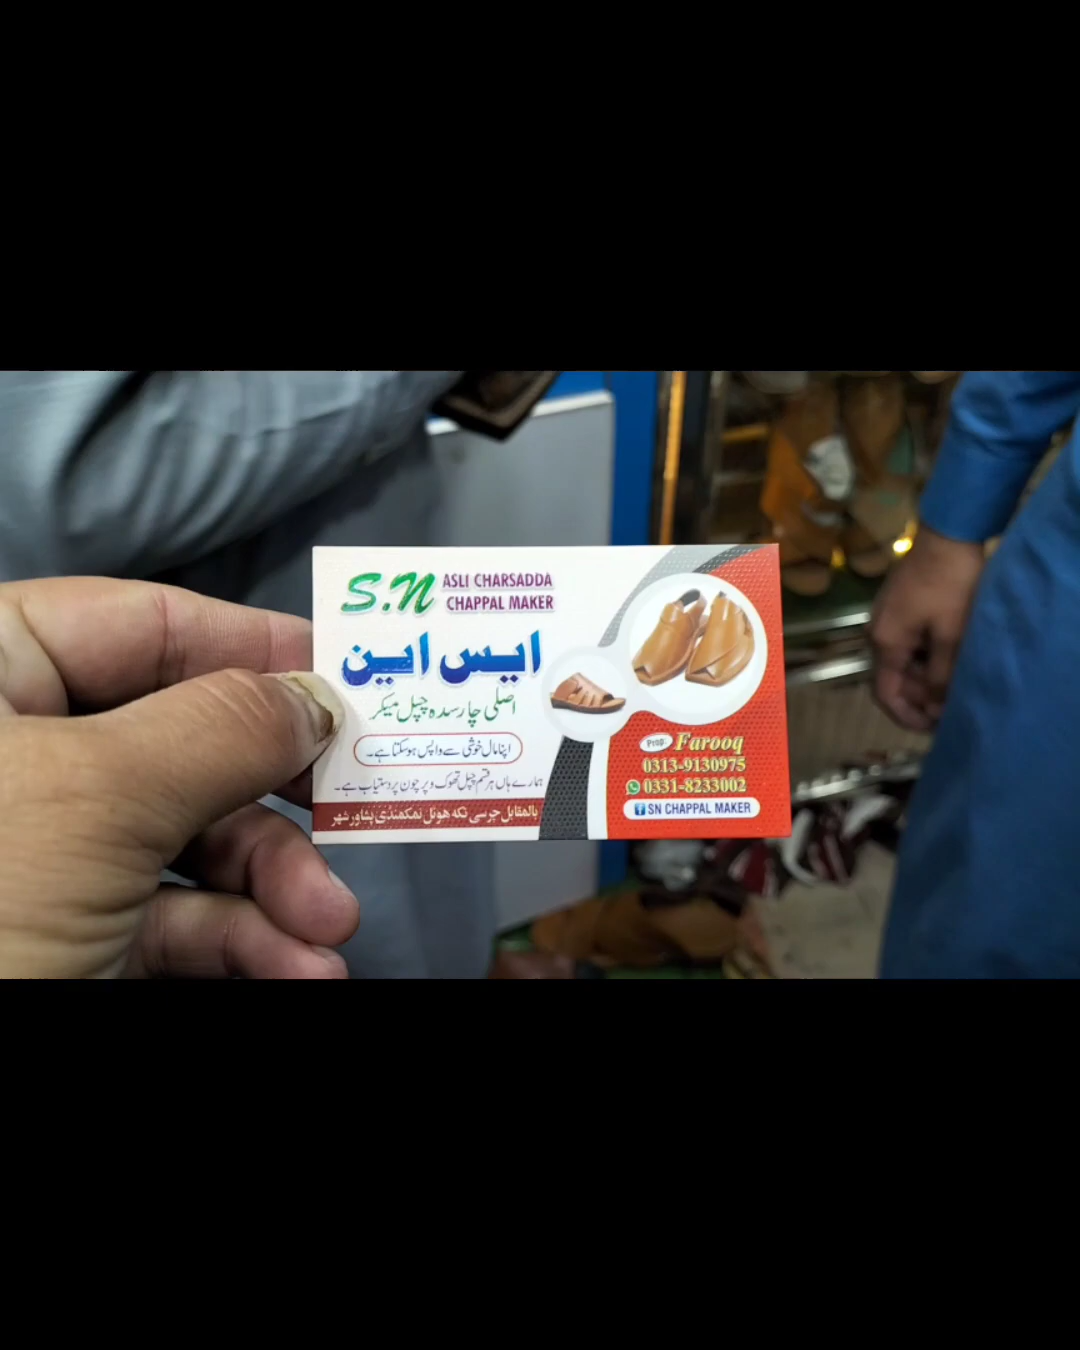 S.N ASLI CHARSADDA
CHAPPAL MAKER
ایس این
اصلی چارسدہ چپل میکر
اپنا مال خوشی سے واپس ہوسکتا ہے۔
ہمارے ہاں ہر قسم چپل تھوک و پرچون پر دستیاب ہے۔
بالمقابل چرسی تکہ ھوٹل نمکمنڈی پشاور شہر
Prop: Farooq
0313-9130975
0331-8233002
f SN CHAPPAL MAKER